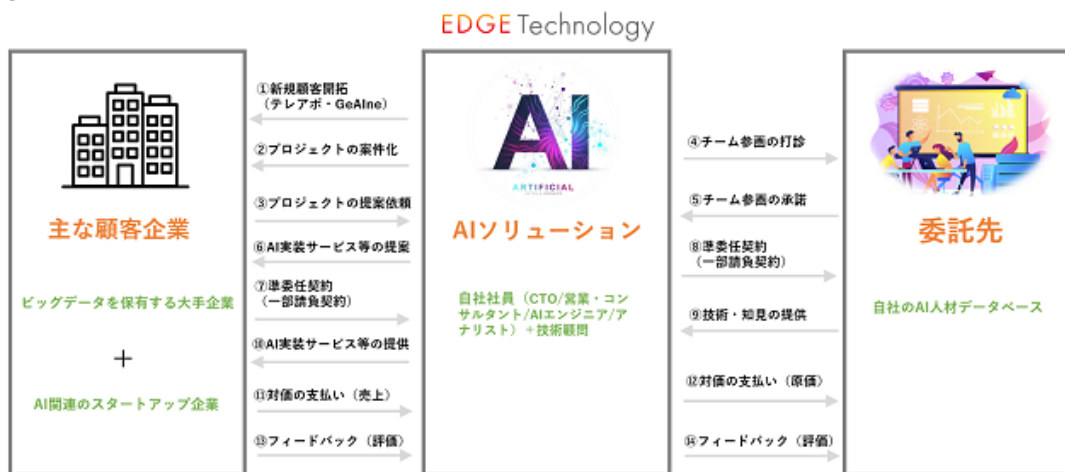 EDGE Technology
①新規顧客開拓
（テレアポ・GeAIne）
②プロジェクトの案件化
③プロジェクトの提案依頼
主な顧客企業
⑥AI実装サービス等の提案
⑦準委任契約
（一部請負契約）
ビッグデータを保有する大手企業
⑩AI実装サービス等の提供
＋
⑪対価の支払い（売上）
AI関連のスタートアップ企業
⑬フィードバック（評価）
AI
ARTIFICIAL
AIソリューション
自社社員（CTO/営業・コン
サルタント/AIエンジニア/ア
ナリスト）＋技術顧問
④チーム参画の打診
⑤チーム参画の承諾
⑧準委任契約
（一部請負契約）
⑨技術・知見の提供
⑫対価の支払い（原価）
⑭フィードバック（評価）
委託先
自社のAI人材データベース